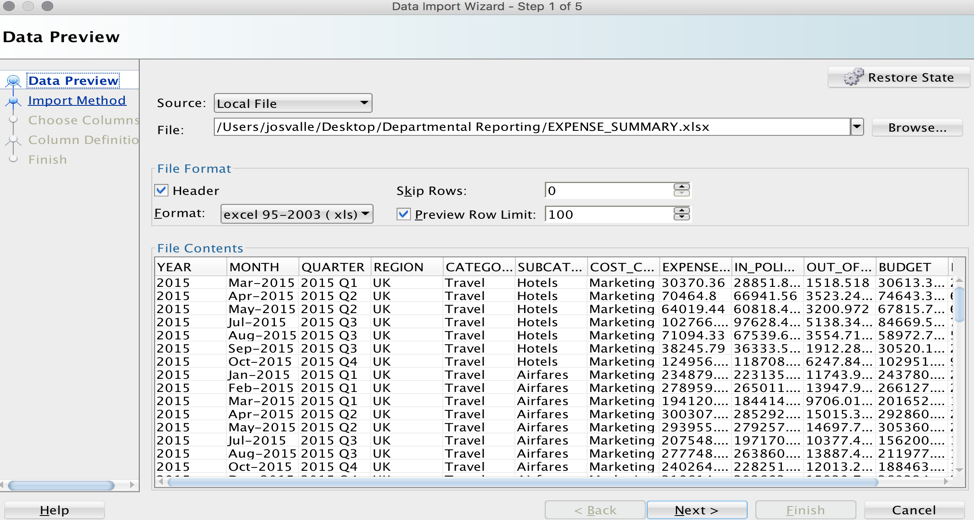 Data Import Wizard - Step 1 of 5
Data Preview
Data Preview
Import Method
Choose Columns
Column Definitio
Finish
Restore State
Source: Local File
File: /Users/josvalle/Desktop/Departmental Reporting/EXPENSE_SUMMARY.xlsx Browse...
File Format
Header Skip Rows: 0
Format: excel 95-2003 ( xls) Preview Row Limit: 100
File Contents
YEAR MONTH QUARTER REGION CATEGO... SUBCAT... COST_C... EXPENSE... IN_POLI... OUT_OF... BUDGET
2015 Mar-2015 2015 Q1 UK Travel Hotels Marketing 30370.36 28851.8... 1518.518 30613.3...
2015 Apr-2015 2015 Q2 UK Travel Hotels Marketing 70464.8 66941.56 3523.24... 74643.3...
2015 May-2015 2015 Q2 UK Travel Hotels Marketing 64019.44 60818.4... 3200.972 67815.7...
2015 Jul-2015 2015 Q3 UK Travel Hotels Marketing 102766.... 97628.4... 5138.34... 84669.5...
2015 Aug-2015 2015 Q3 UK Travel Hotels Marketing 71094.33 67539.6... 3554.71... 58972.7...
2015 Sep-2015 2015 Q3 UK Travel Hotels Marketing 38245.79 36333.5... 1912.28... 30520.1...
2015 Oct-2015 2015 Q4 UK Travel Hotels Marketing 124956.... 118708.... 6247.84... 102951....
2015 Jan-2015 2015 Q1 UK Travel Airfares Marketing 234879.... 223135.... 11743.9... 243780....
2015 Feb-2015 2015 Q1 UK Travel Airfares Marketing 278959.... 265011.... 13947.9... 266127....
2015 Mar-2015 2015 Q1 UK Travel Airfares Marketing 194120.... 184414.... 9706.01... 201652....
2015 Apr-2015 2015 Q2 UK Travel Airfares Marketing 300307.... 285292.... 15015.3... 292860....
2015 May-2015 2015 Q2 UK Travel Airfares Marketing 293955.... 279257.... 14697.7... 305360....
2015 Jul-2015 2015 Q3 UK Travel Airfares Marketing 207548.... 197170.... 10377.4... 156200....
2015 Aug-2015 2015 Q3 UK Travel Airfares Marketing 277748.... 263860.... 13887.4... 211977....
2015 Oct-2015 2015 Q4 UK Travel Airfares Marketing 240264.... 228251.... 12013.2... 188463....
Help < Back Next > Finish Cancel